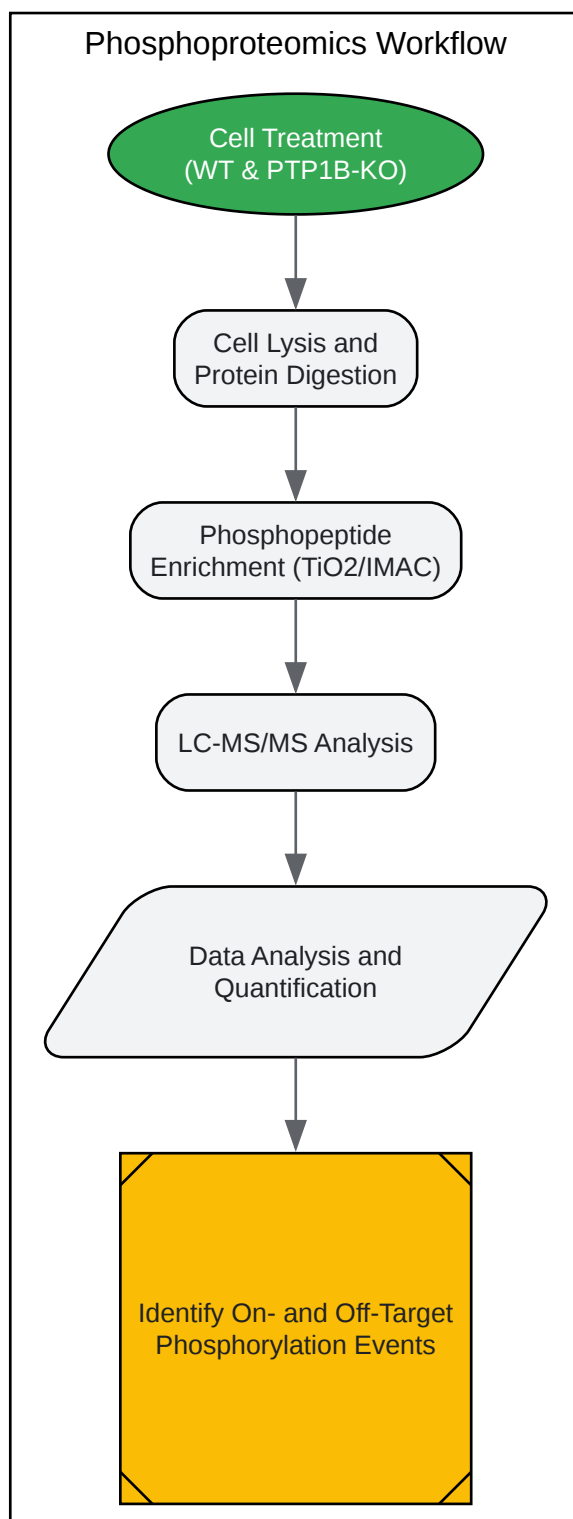 Phosphoproteomics Workflow
Cell Treatment
(WT & PTP1B-KO)
Cell Lysis and
Protein Digestion
Phosphopeptide
Enrichment (TiO2/IMAC)
LC-MS/MS Analysis
Data Analysis and
Quantification
Identify On- and Off-Target
Phosphorylation Events